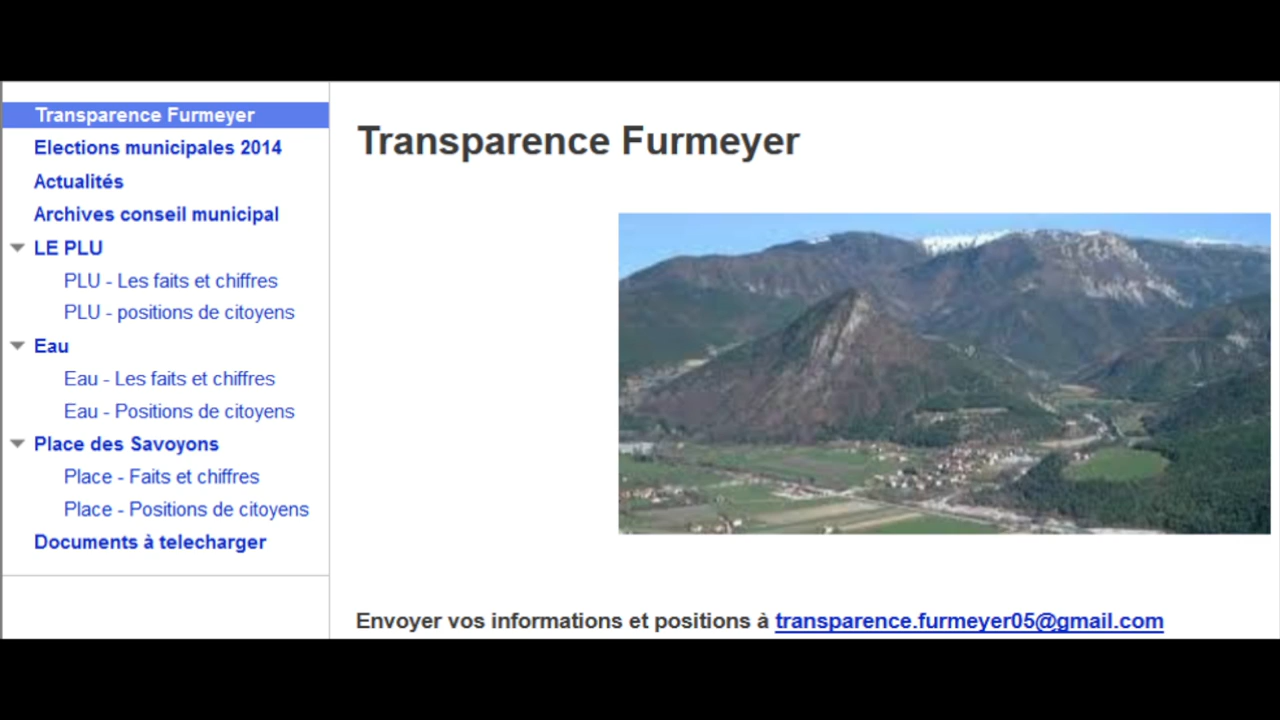 Transparence Furmeyer
Elections municipales 2014
Actualités
Archives conseil municipal
LE PLU
PLU - Les faits et chiffres
PLU - positions de citoyens
Eau
Eau - Les faits et chiffres
Eau - Positions de citoyens
Place des Savoyons
Place - Faits et chiffres
Place - Positions de citoyens
Documents à telecharger
Transparence Furmeyer
Envoyer vos informations et positions à transparence.furmeyer05@gmail.com